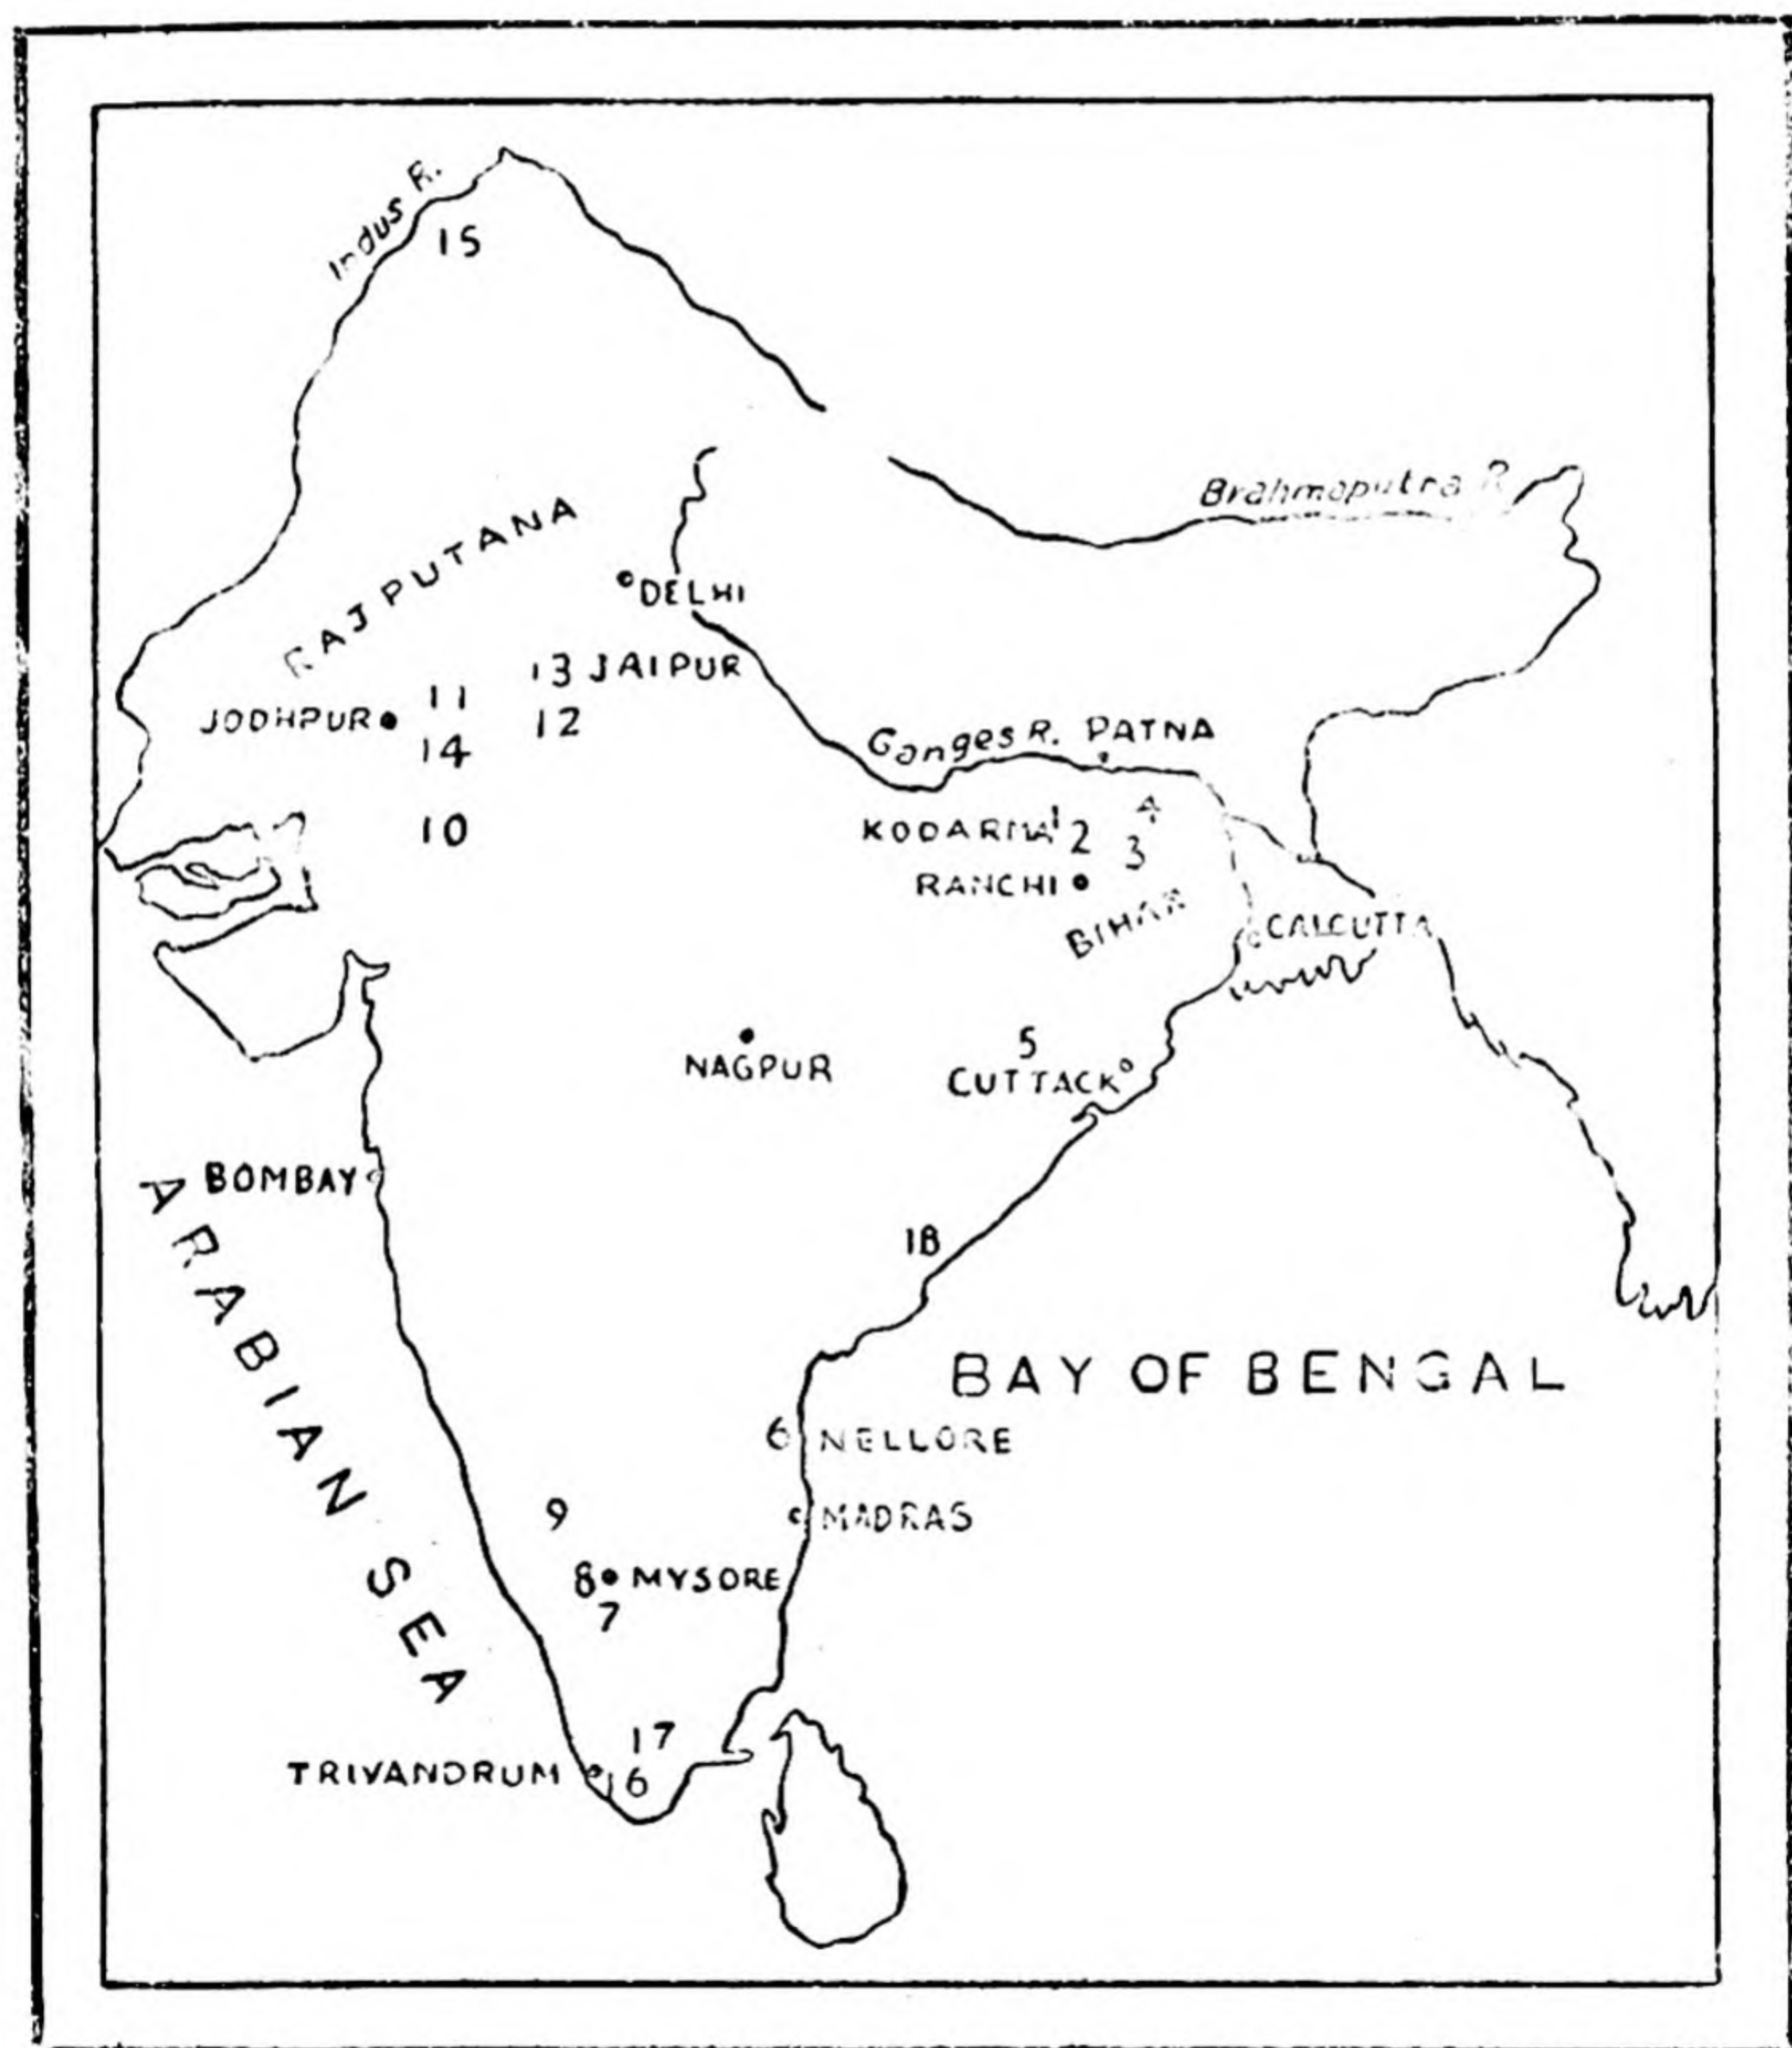 Indus R.
15
Brahmaputra R
RAJPUTANA
DELHI
13 JAIPUR
11
JODHPUR
12
14
Ganges R. PATNA
10
KODARMA 1 2 3 4
RANCHI
BIHAR
CALCUTTA
5
NAGPUR
CUTTACK
BOMBAY
ARABIAN SEA
18
BAY OF BENGAL
6 NELLORE
9
MADRAS
8 MYSORE
7
17
TRIVANDRUM
16